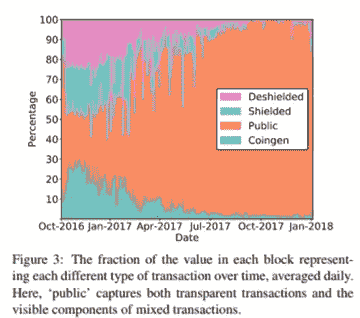 100
90
80
70
60
50
40
30
20
10
Percentage
Deshielded
Shielded
Public
Coingen
Oct-2016 Jan-2017 Apr-2017 Jul-2017 Oct-2017 Jan-2018
Date
Figure 3: The fraction of the value in each block represent-
ing each different type of transaction over time, averaged daily.
Here, ‘public’ captures both transparent transactions and the
visible components of mixed transactions.